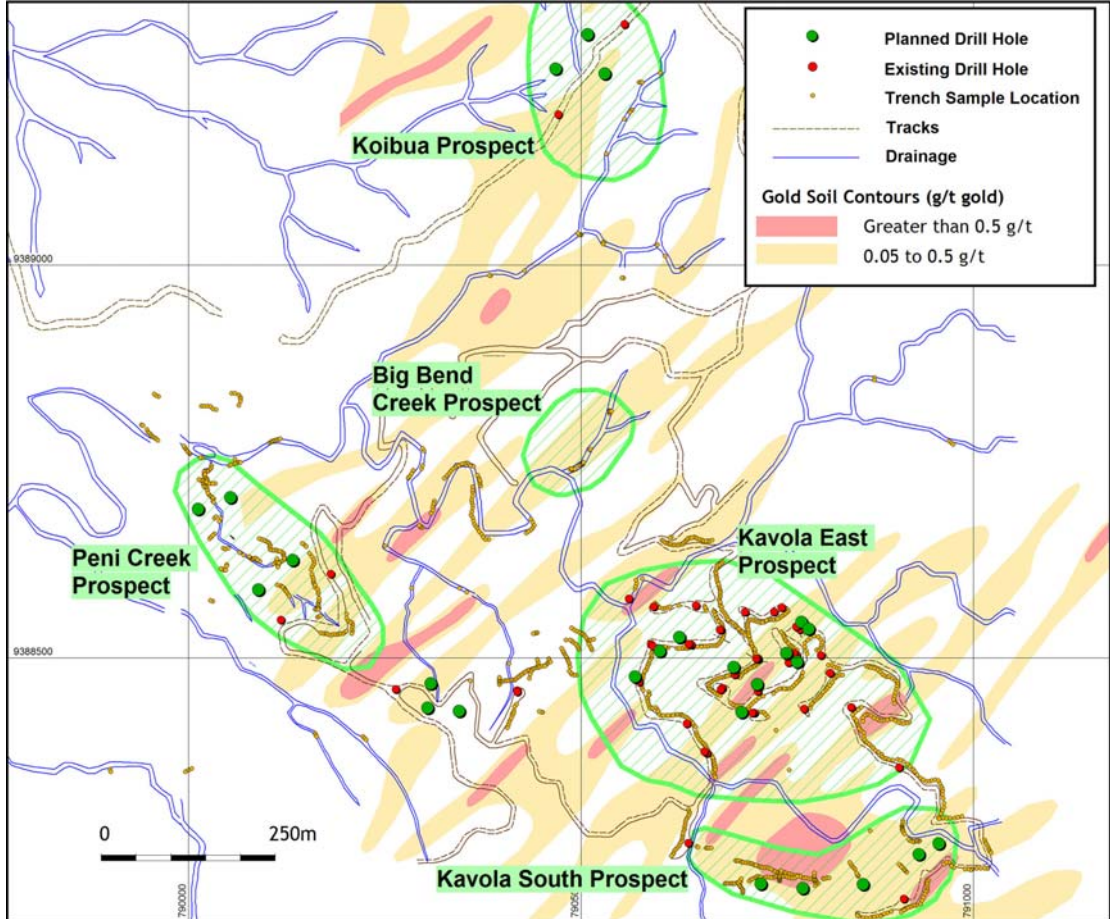 Planned Drill Hole
Existing Drill Hole
Trench Sample Location
Tracks
Drainage
Gold Soil Contours (g/t gold)
Greater than 0.5 g/t
0.05 to 0.5 g/t
Koibua Prospect
9389000
Big Bend
Creek Prospect
Kavola East
Prospect
Peni Creek
Prospect
9388500
0
250m
Kavola South Prospect
790000
791000